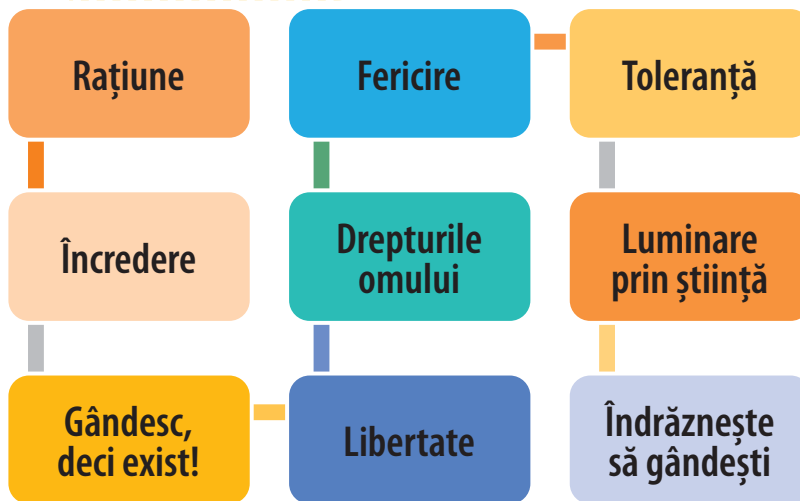 Rațiune
Fericire
Toleranță
Încredere
Drepturile
omului
Luminare
prin știință
Gândesc,
deci exist!
Libertate
Îndrăznește
să gândești